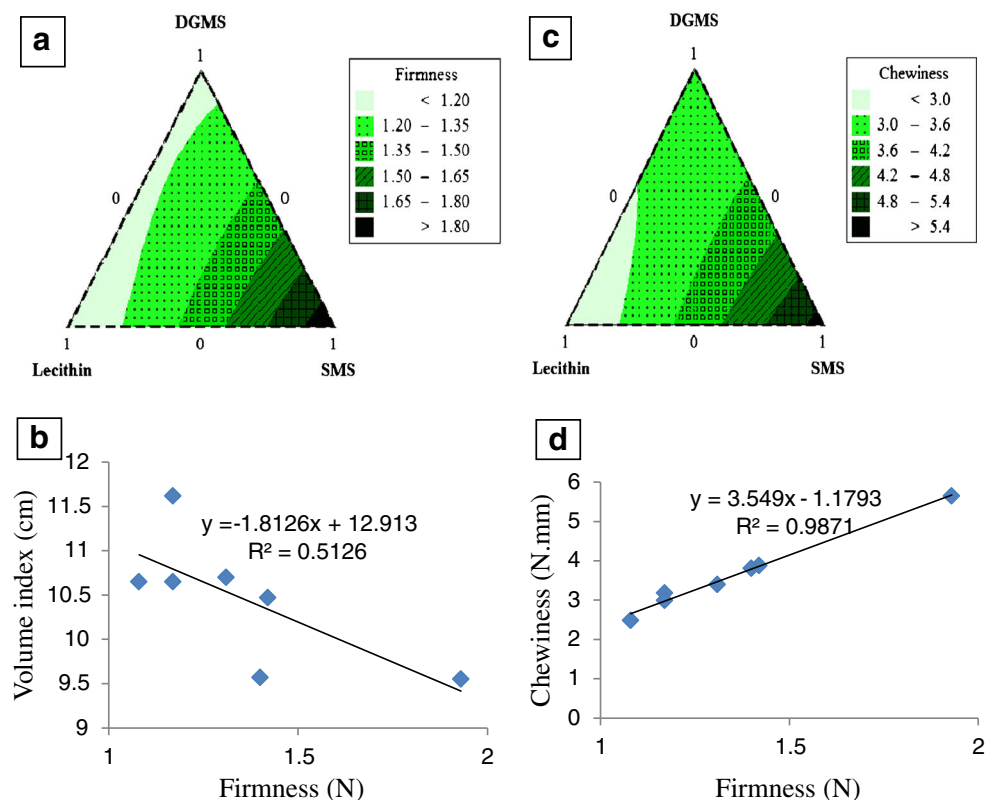 a
DGMS
1
Firmness
< 1.20
1.20 – 1.35
1.35 – 1.50
1.50 – 1.65
1.65 – 1.80
> 1.80
0
0
1
0
1
Lecithin
SMS
c
DGMS
1
Chewiness
< 3.0
3.0 – 3.6
3.6 – 4.2
4.2 – 4.8
4.8 – 5.4
> 5.4
0
0
1
0
1
Lecithin
SMS
b
Volume index (cm)
12
11.5
11
10.5
10
9.5
9
y =-1.8126x + 12.913
R² = 0.5126
1
1.5
2
Firmness (N)
d
Chewiness (N.mm)
6
5
4
3
2
1
0
y = 3.549x - 1.1793
R² = 0.9871
1
1.5
2
Firmness (N)